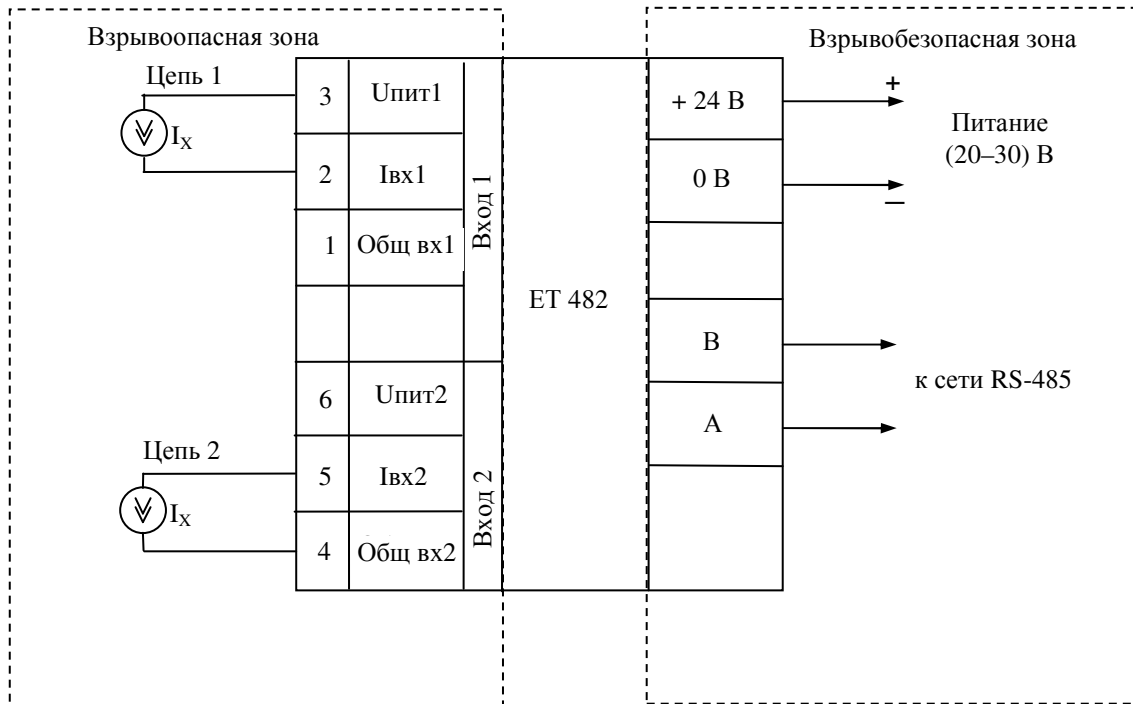 Взрывоопасная зона
Взрывобезопасная зона
Цепь 1
IX
3 Uпит1
2 Iвх1
1 Общ вх1
Вход 1
6 Uпит2
5 Iвх2
4 Общ вх2
Вход 2
Цепь 2
IX
ЕТ 482
+ 24 В
0 В
В
А
+
Питание
(20–30) В
–
к сети RS-485